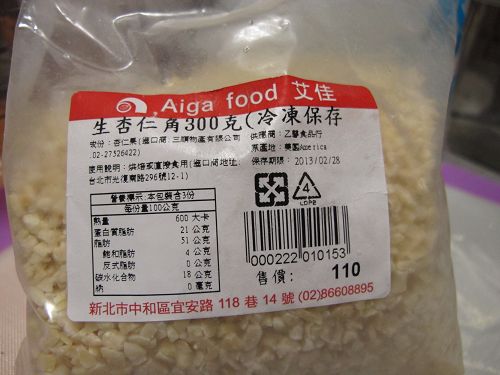 Aiga food 艾佳
生杏仁角300克(冷凍保存
成份：杏仁果(進口商:三順物產有限公司
.02-27326422)
供應商：乙馨食品行
原產地：美國America
使用說明：烘焙或直接食用(進口商地址:
台北市光復南路296號12-1)
保存期限：2013/02/28
營養標示:本包裝含3份
每份量100公克
熱量 600 大卡
蛋白質脂肪 21 公克
脂肪 51 公克
飽和脂肪 4 公克
反式脂肪 0 公克
碳水化合物 18 公克
鈉 0 毫克
4
LDPE
000222 010153
售價: 110
新北市中和區宜安路 118 巷 14 號 (02)86608895